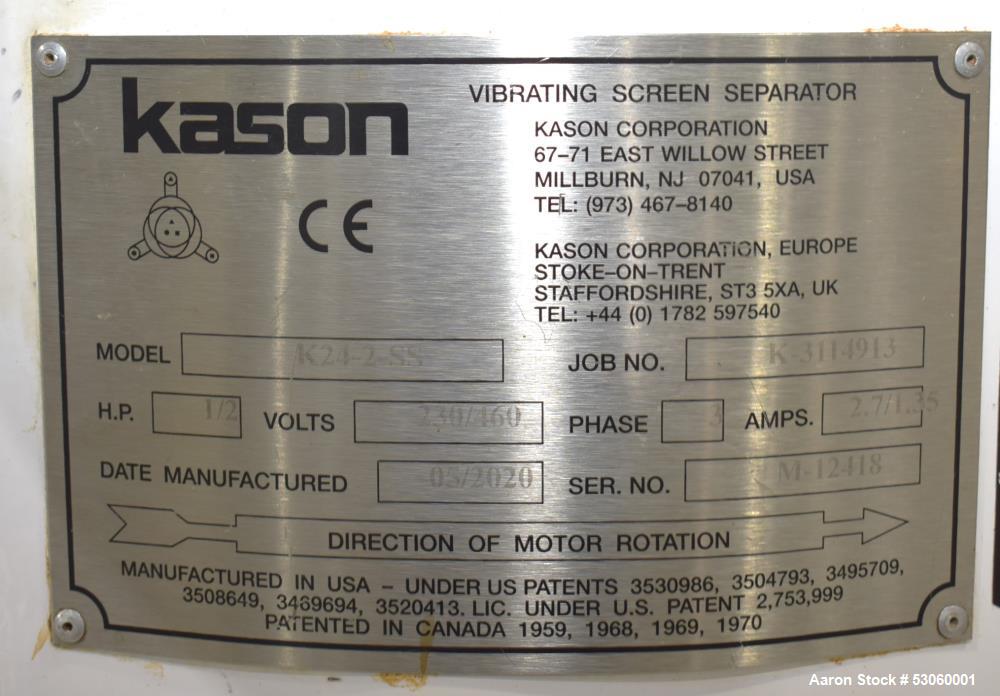 kason
VIBRATING SCREEN SEPARATOR
KASON CORPORATION
67-71 EAST WILLOW STREET
MILLBURN, NJ 07041, USA
TEL: (973) 467-8140
CE
KASON CORPORATION, EUROPE
STOKE-ON-TRENT
STAFFORDSHIRE, ST3 5XA, UK
TEL: +44 (0) 1782 597540
MODEL K24-2-SS JOB NO. K-3114913
H.P. 1/2 VOLTS 230/460 PHASE 3 AMPS. 2.7/1.35
DATE MANUFACTURED 05/2020 SER. NO. M-12418
DIRECTION OF MOTOR ROTATION
MANUFACTURED IN USA - UNDER US PATENTS 3530986, 3504793, 3495709,
3508649, 3469694, 3520413. LIC. UNDER U.S. PATENT 2,753,999
PATENTED IN CANADA 1959, 1968, 1969, 1970
Aaron Stock # 53060001